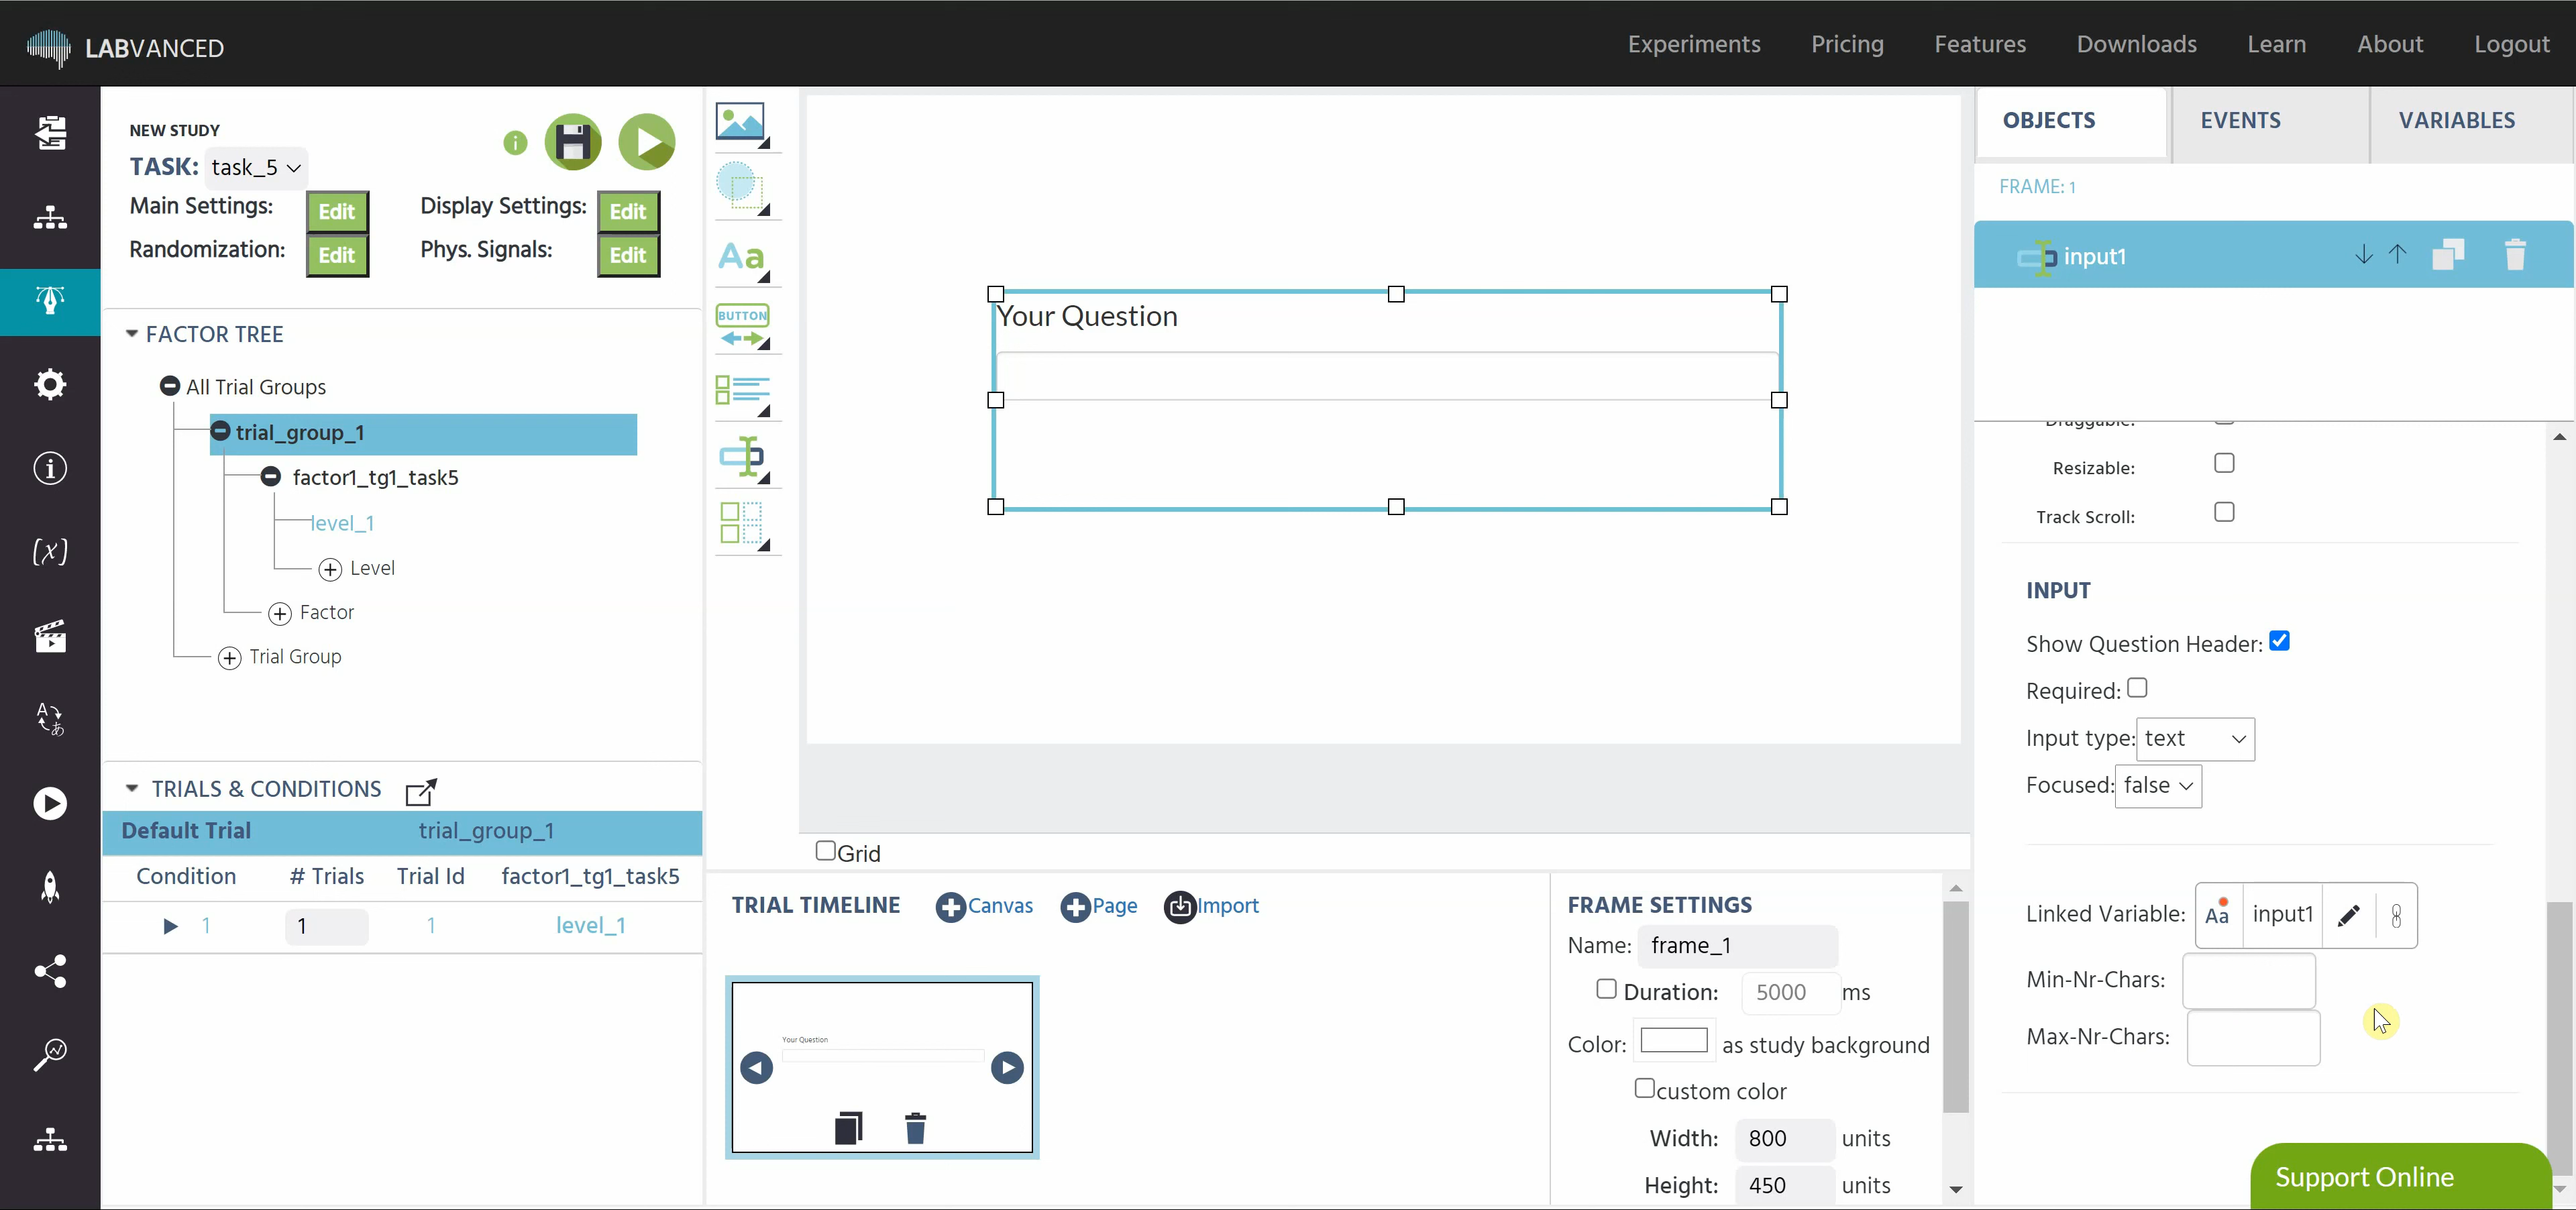 LABVANCED
Experiments Pricing Features Downloads Learn About Logout
NEW STUDY
TASK: task_5
Main Settings: Edit Display Settings: Edit
Randomization: Edit Phys. Signals: Edit
FACTOR TREE
All Trial Groups
trial_group_1
factor1_tg1_task5
level_1
Level
Factor
Trial Group
TRIALS & CONDITIONS
Default Trial trial_group_1
Condition # Trials Trial Id factor1_tg1_task5
1 1 1 level_1
Aa
BUTTON
Your Question
Grid
TRIAL TIMELINE Canvas Page Import
Your Question
FRAME SETTINGS
Name: frame_1
Duration: 5000 ms
Color: as study background
custom color
Width: 800 units
Height: 450 units
OBJECTS EVENTS VARIABLES
FRAME: 1
input1
Draggable:
Resizable:
Track Scroll:
INPUT
Show Question Header:
Required:
Input type: text
Focused: false
Linked Variable: Aa input1
Min-Nr-Chars:
Max-Nr-Chars:
Support Online
(x)
A
あ